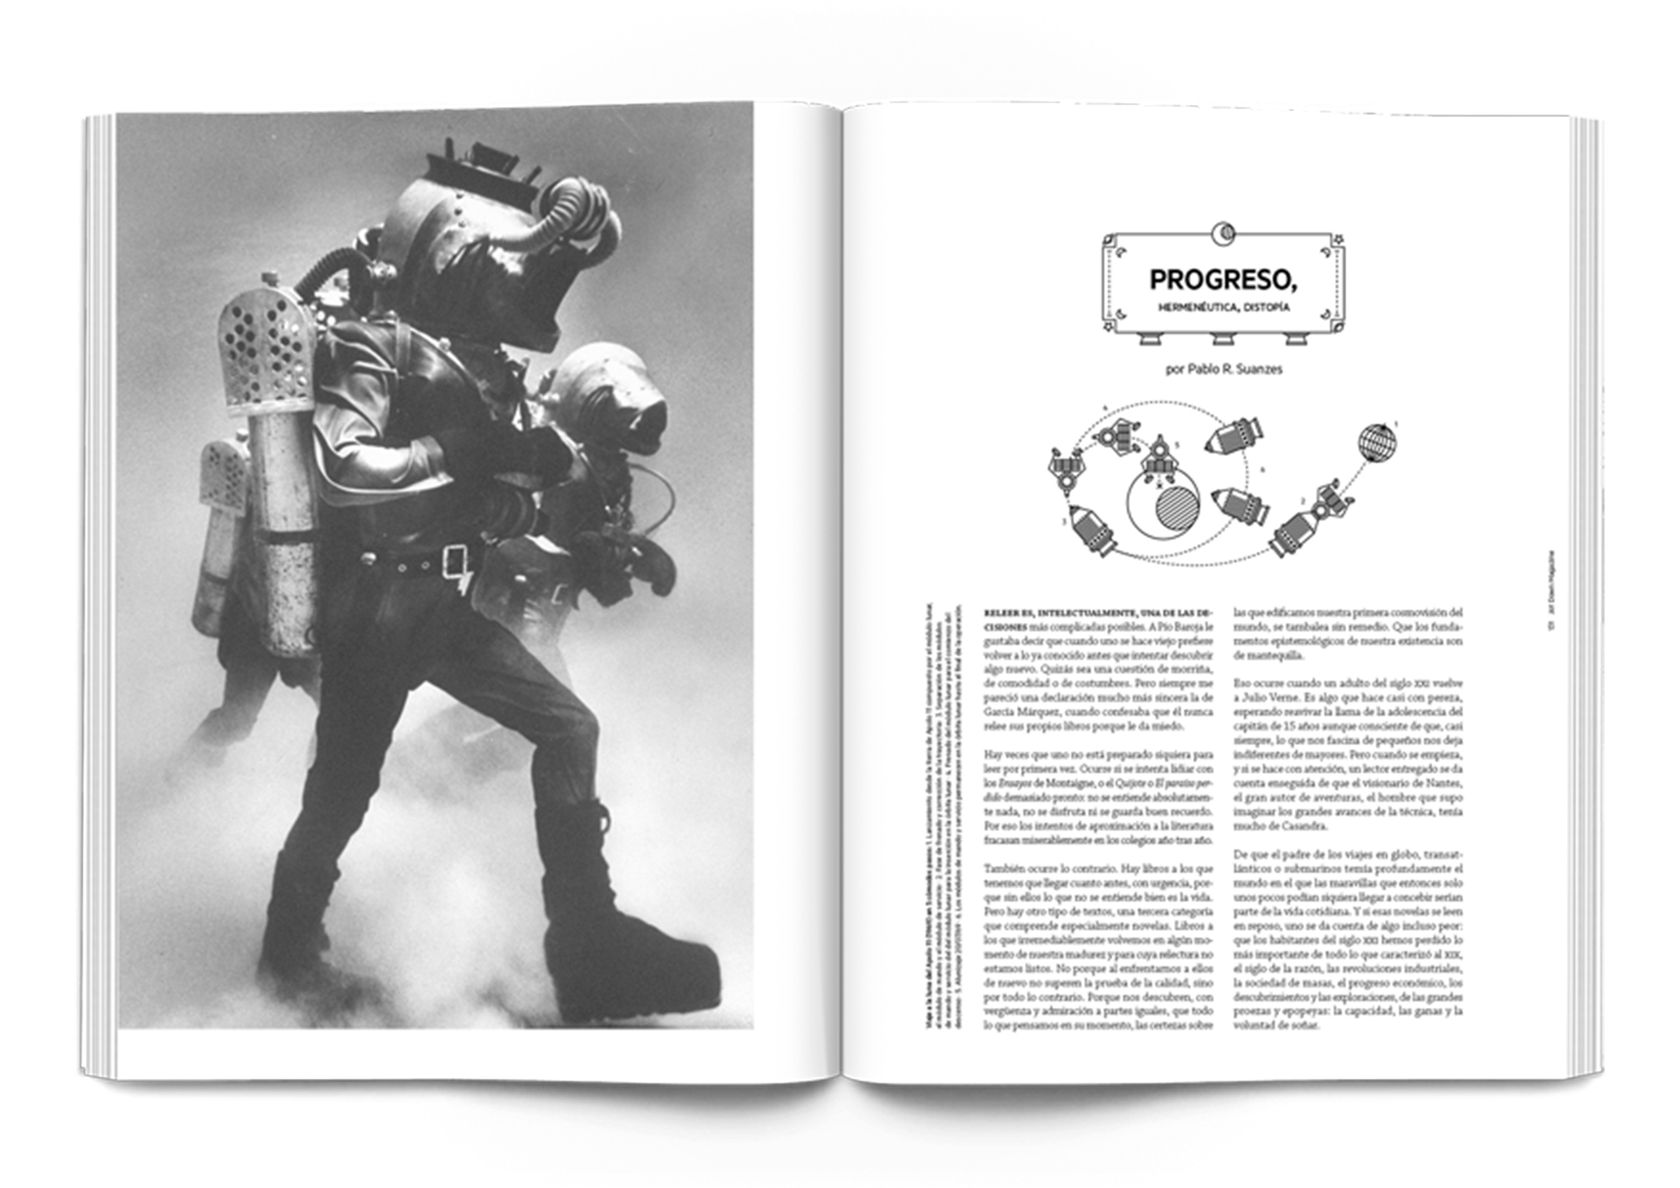 PROGRESO,
HERMENÉUTICA, DISTOPÍA
por Pablo R. Suanzes
1
2
3
4
5
6
RELEER ES, INTELECTUALMENTE, UNA DE LAS DE-
CISIONES más complicadas posibles. A Pío Baroja le
gustaba decir que cuando uno se hace viejo prefiere
volver a lo ya conocido antes que intentar descubrir
algo nuevo. Quizás sea una cuestión de morriña,
de comodidad o de costumbres. Pero siempre me
pareció una declaración mucho más sincera la de
García Márquez, cuando confesaba que él nunca
relee sus propios libros porque le da miedo.
Hay veces que uno no está preparado siquiera para
leer por primera vez. Ocurre si se intenta lidiar con
los Ensayos de Montaigne, o el Quijote o El paraíso per-
dido demasiado pronto: no se entiende absolutamen-
te nada, no se disfruta ni se guarda buen recuerdo.
Por eso los intentos de aproximación a la literatura
fracasan miserablemente en los colegios año tras año.
También ocurre lo contrario. Hay libros a los que
tenemos que llegar cuanto antes, con urgencia, por-
que sin ellos lo que no se entiende bien es la vida.
Pero hay otro tipo de textos, una tercera categoría
que comprende especialmente novelas. Libros a
los que irremediablemente volvemos en algún mo-
mento de nuestra madurez y para cuya relectura no
estamos listos. No porque al enfrentarnos a ellos
de nuevo no superen la prueba de la calidad, sino
por todo lo contrario. Porque nos descubren, con
vergüenza y admiración a partes iguales, que todo
lo que pensamos en su momento, las certezas sobre
las que edificamos nuestra primera cosmovisión del
mundo, se tambalea sin remedio. Que los funda-
mentos epistemológicos de nuestra existencia son
de mantequilla.
Eso ocurre cuando un adulto del siglo XXI vuelve
a Julio Verne. Es algo que hace casi con pereza,
esperando reavivar la llama de la adolescencia del
capitán de 15 años aunque consciente de que, casi
siempre, lo que nos fascina de pequeños nos deja
indiferentes de mayores. Pero cuando se empieza,
y si se hace con atención, un lector entregado se da
cuenta enseguida de que el visionario de Nantes,
el gran autor de aventuras, el hombre que supo
imaginar los grandes avances de la técnica, tenía
mucho de Casandra.
De que el padre de los viajes en globo, transat-
lánticos o submarinos temía profundamente el
mundo en el que las maravillas que entonces solo
unos pocos podían siquiera llegar a concebir serían
parte de la vida cotidiana. Y si esas novelas se leen
en reposo, uno se da cuenta de algo incluso peor:
que los habitantes del siglo XXI hemos perdido lo
más importante de todo lo que caracterizó al XIX,
el siglo de la razón, las revoluciones industriales,
la sociedad de masas, el progreso económico, los
descubrimientos y las exploraciones, de las grandes
proezas y epopeyas: la capacidad, las ganas y la
voluntad de soñar.
Jot Down Magazine